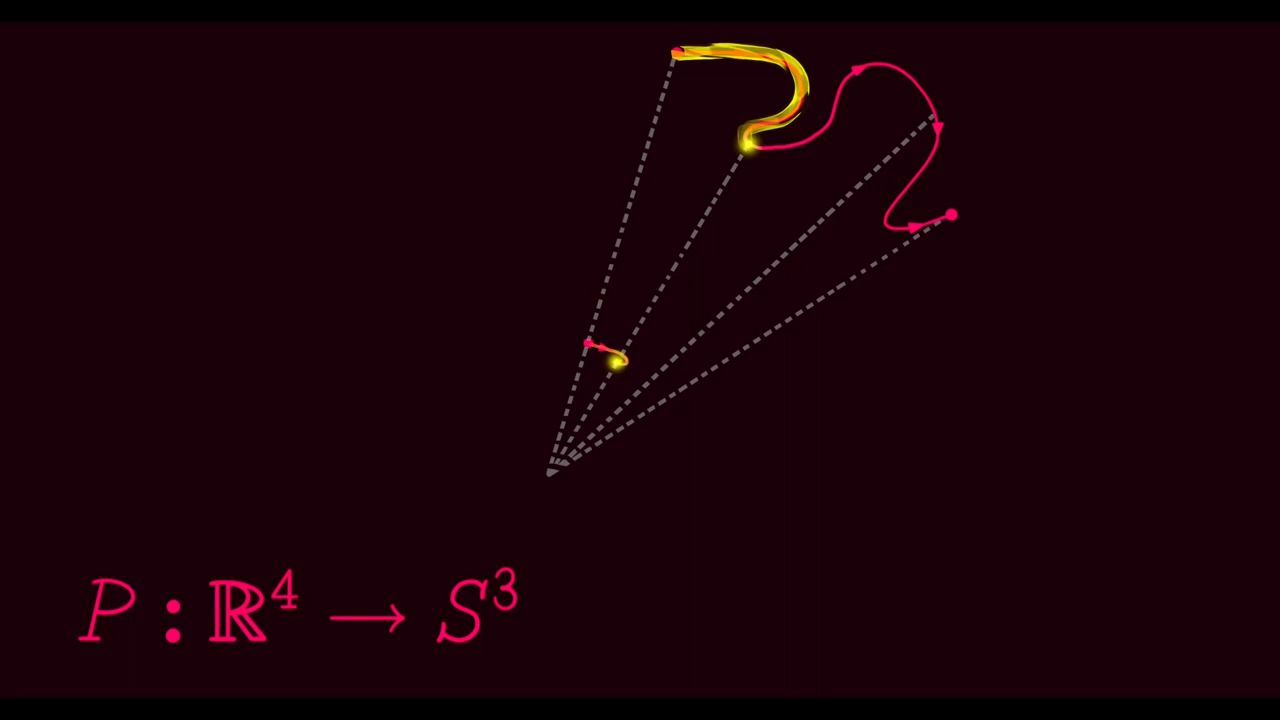 P : ℝ⁴ → S³